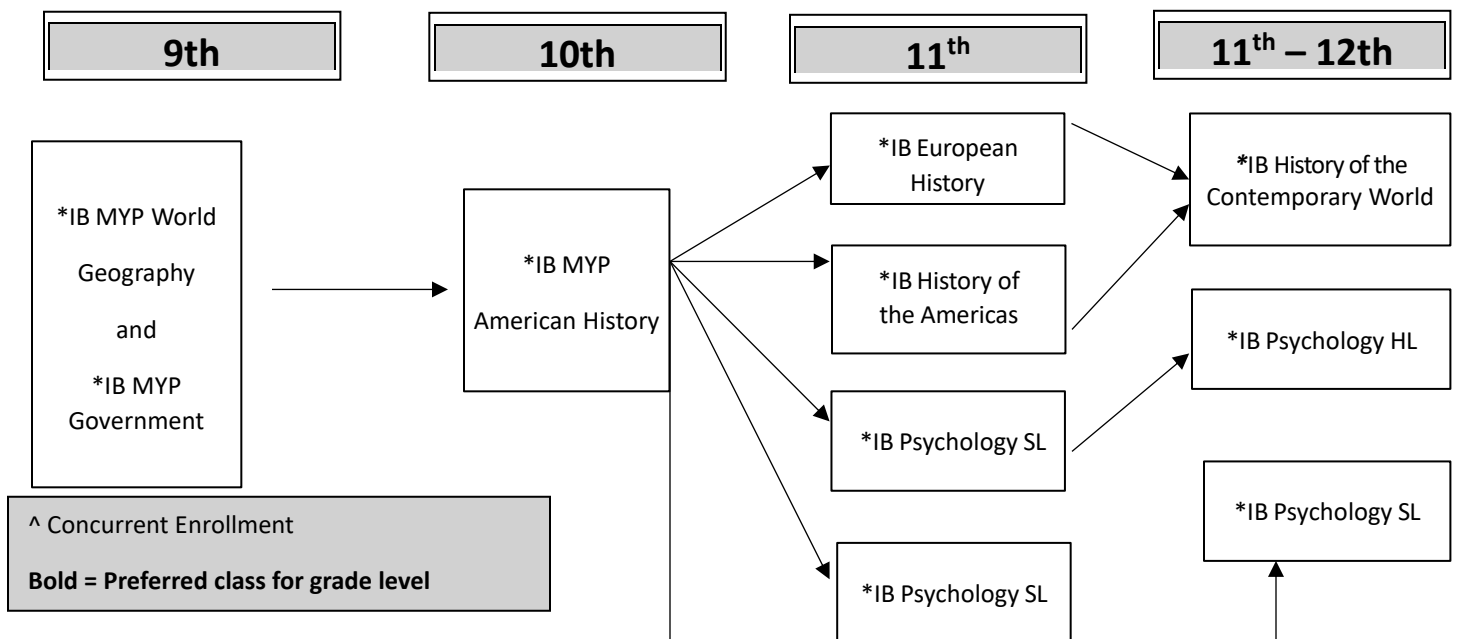 9th
10th
11th
11th – 12th
*IB MYP World
Geography
and
*IB MYP
Government
*IB MYP
American History
*IB European
History
*IB History of
the Americas
*IB Psychology SL
*IB Psychology SL
*IB History of the
Contemporary World
*IB Psychology HL
*IB Psychology SL
^ Concurrent Enrollment
Bold = Preferred class for grade level